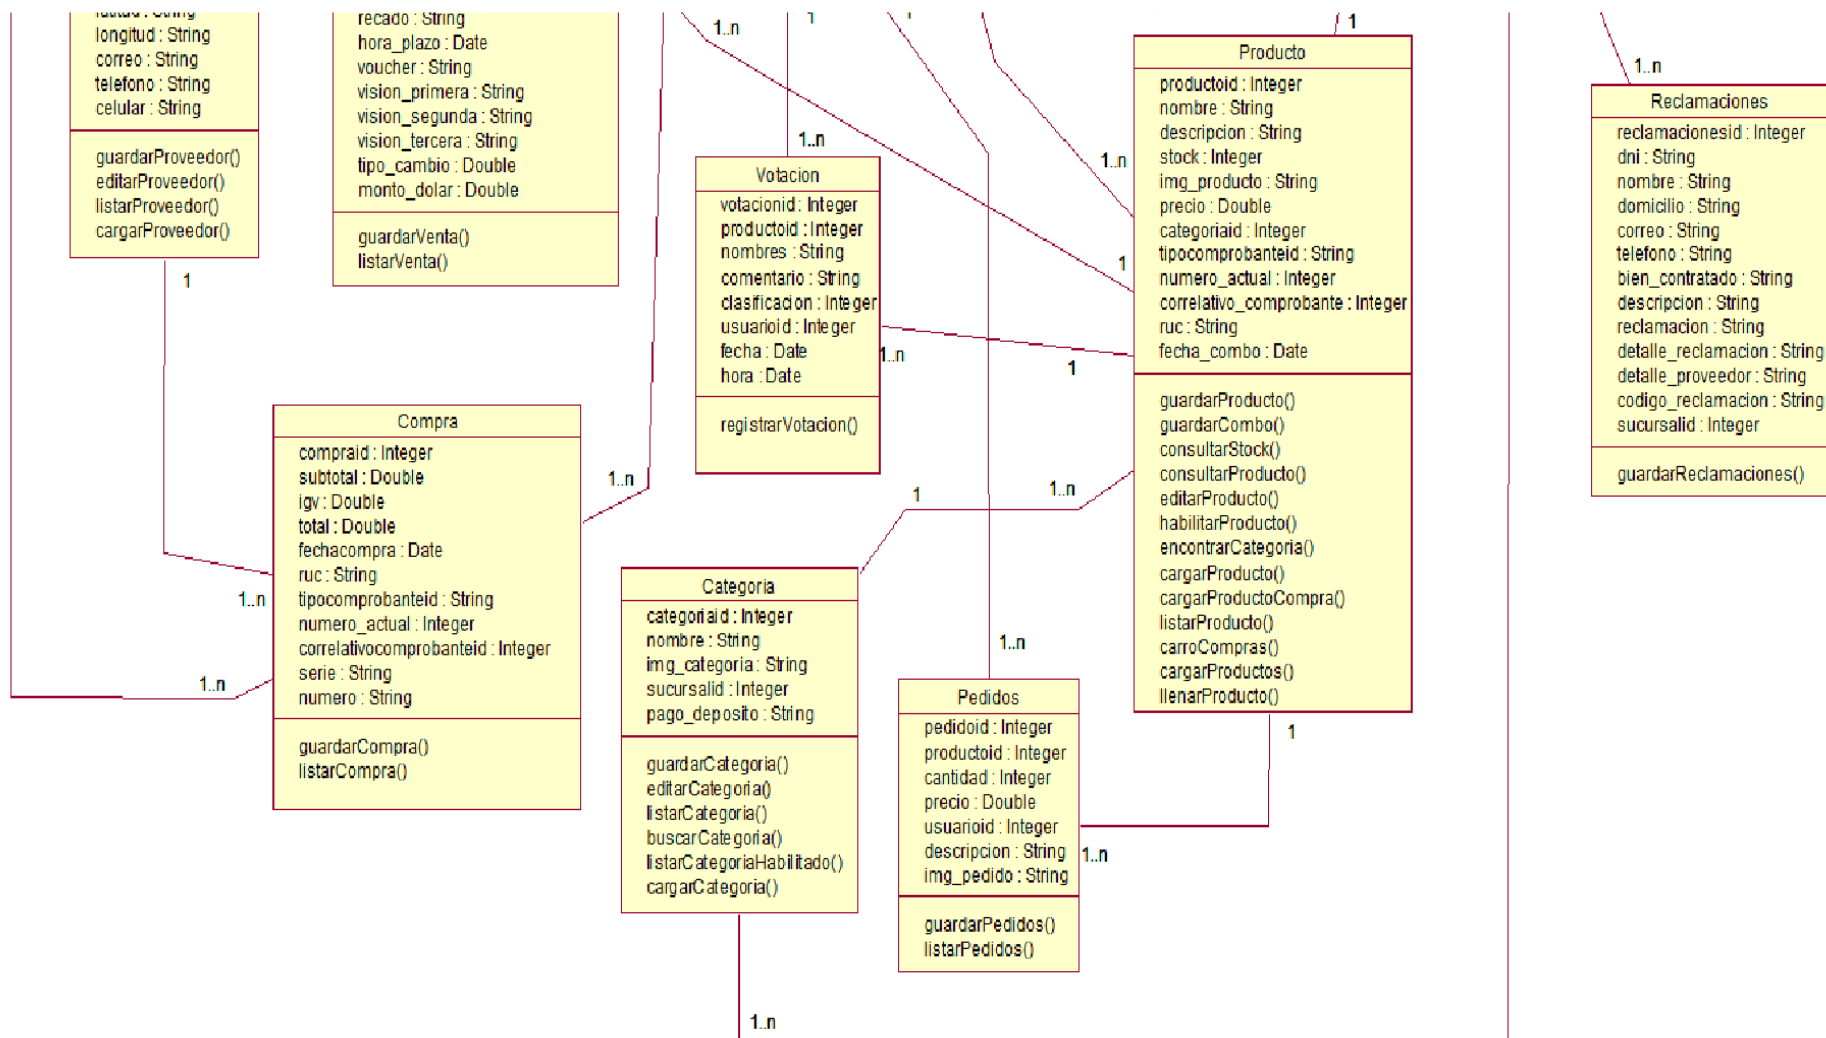 longitud : String
correo : String
telefono : String
celular : String
guardarProveedor()
editarProveedor()
listarProveedor()
cargarProveedor()
1
recado : String
hora_plazo : Date
voucher : String
vision_primera : String
vision_segunda : String
vision_tercera : String
tipo_cambio : Double
monto_dolar : Double
guardarVenta()
listarVenta()
1..n
1
1
1
1..n
Votacion
votacionid : Integer
productoid : Integer
nombres : String
comentario : String
clasificacion : Integer
usuarioid : Integer
fecha : Date
hora : Date
registrarVotacion()
1..n
1
1..n
1
Producto
productoid : Integer
nombre : String
descripcion : String
stock : Integer
img_producto : String
precio : Double
categoriaid : Integer
tipocomprobanteid : String
numero_actual : Integer
correlativo_comprobante : Integer
ruc : String
fecha_combo : Date
guardarProducto()
guardarCombo()
consultarStock()
consultarProducto()
editarProducto()
habilitarProducto()
encontrarCategoria()
cargarProducto()
cargarProductoCompra()
listarProducto()
carroCompras()
cargarProductos()
llenarProducto()
1
1..n
Reclamaciones
reclamacionesid : Integer
dni : String
nombre : String
domicilio : String
correo : String
telefono : String
bien_contratado : String
descripcion : String
reclamacion : String
detalle_reclamacion : String
detalle_proveedor : String
codigo_reclamacion : String
sucursalid : Integer
guardarReclamaciones()
Compra
compraid : Integer
subtotal : Double
igv : Double
total : Double
fechacompra : Date
ruc : String
tipocomprobanteid : String
numero_actual : Integer
correlativocomprobanteid : Integer
serie : String
numero : String
guardarCompra()
listarCompra()
1..n
1..n
1..n
1
1..n
Categoria
categoriaid : Integer
nombre : String
img_categoria : String
sucursalid : Integer
pago_deposito : String
guardarCategoria()
editarCategoria()
listarCategoria()
buscarCategoria()
listarCategoriaHabilitado()
cargarCategoria()
1..n
1..n
Pedidos
pedidoid : Integer
productoid : Integer
cantidad : Integer
precio : Double
usuarioid : Integer
descripcion : String
img_pedido : String
guardarPedidos()
listarPedidos()
1..n